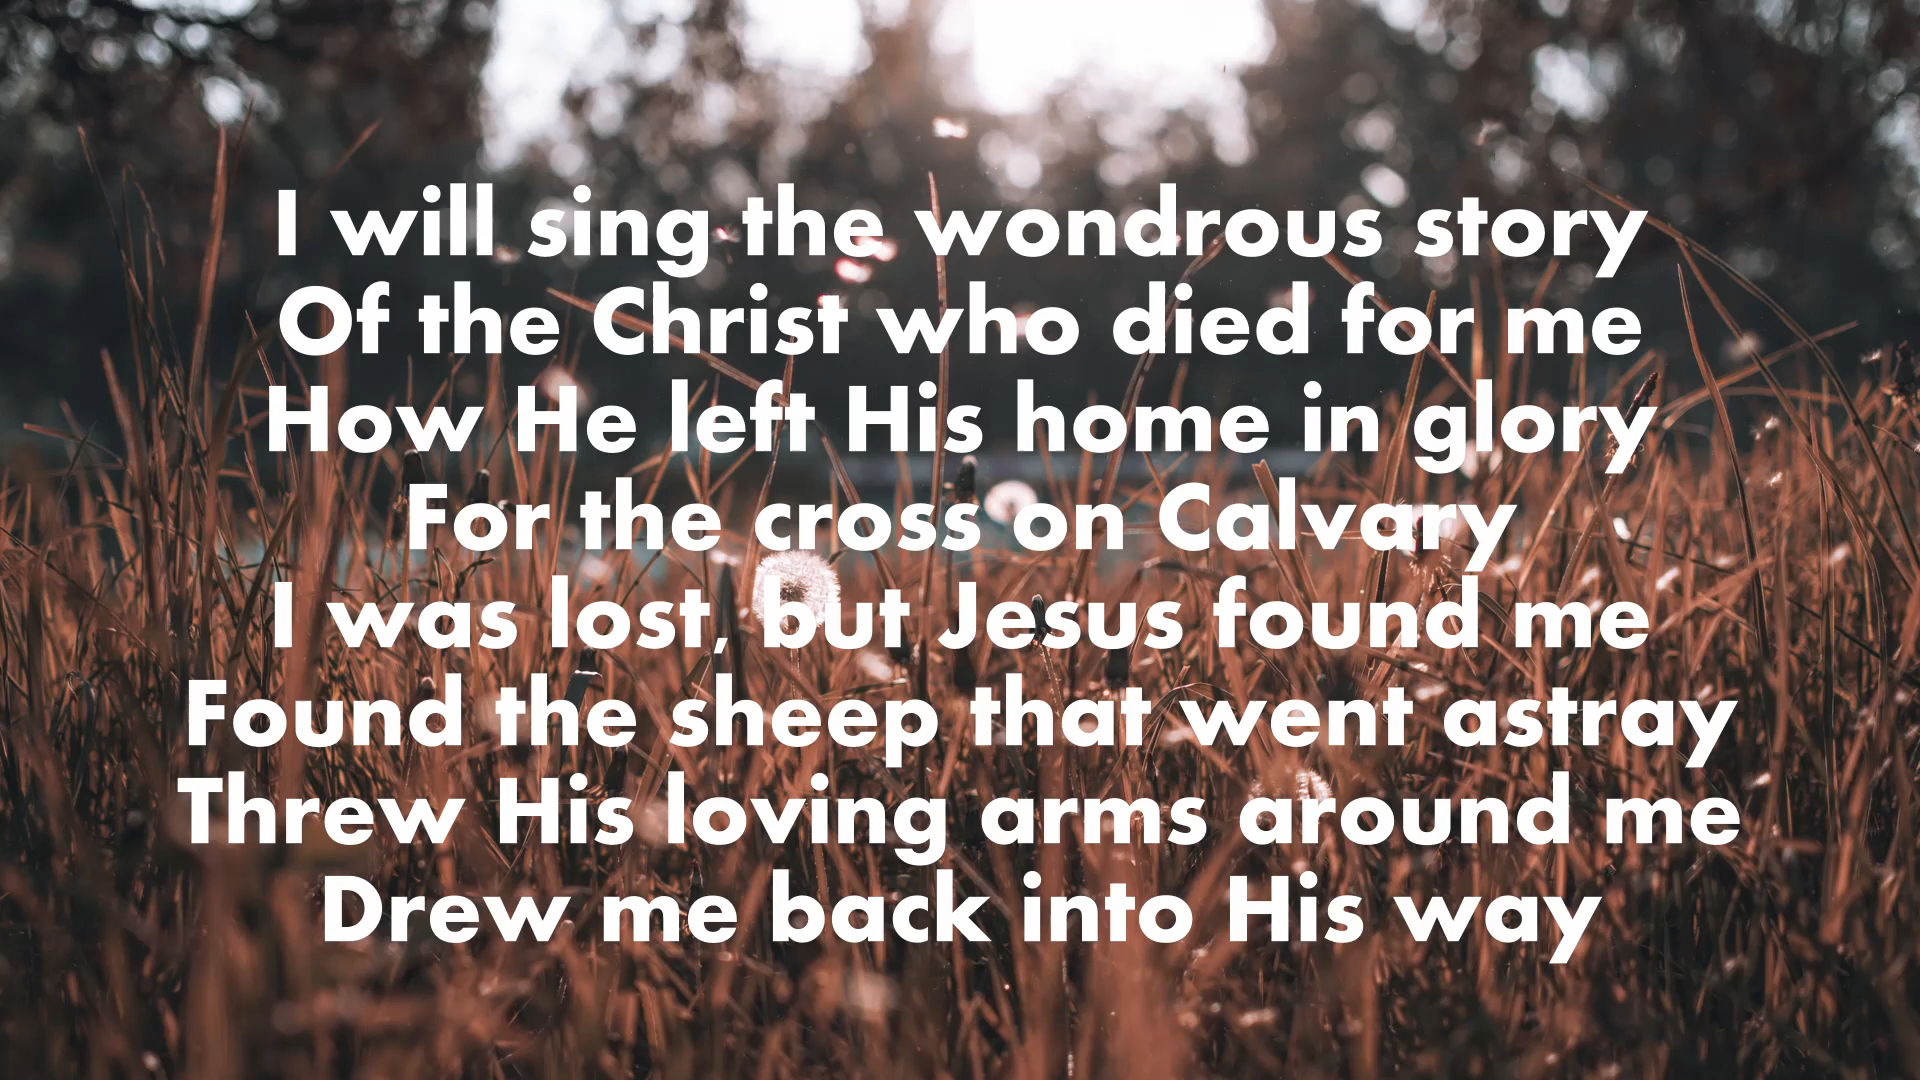 I will sing the wondrous story
Of the Christ who died for me
How He left His home in glory
For the cross on Calvary
I was lost, but Jesus found me
Found the sheep that went astray
Threw His loving arms around me
Drew me back into His way